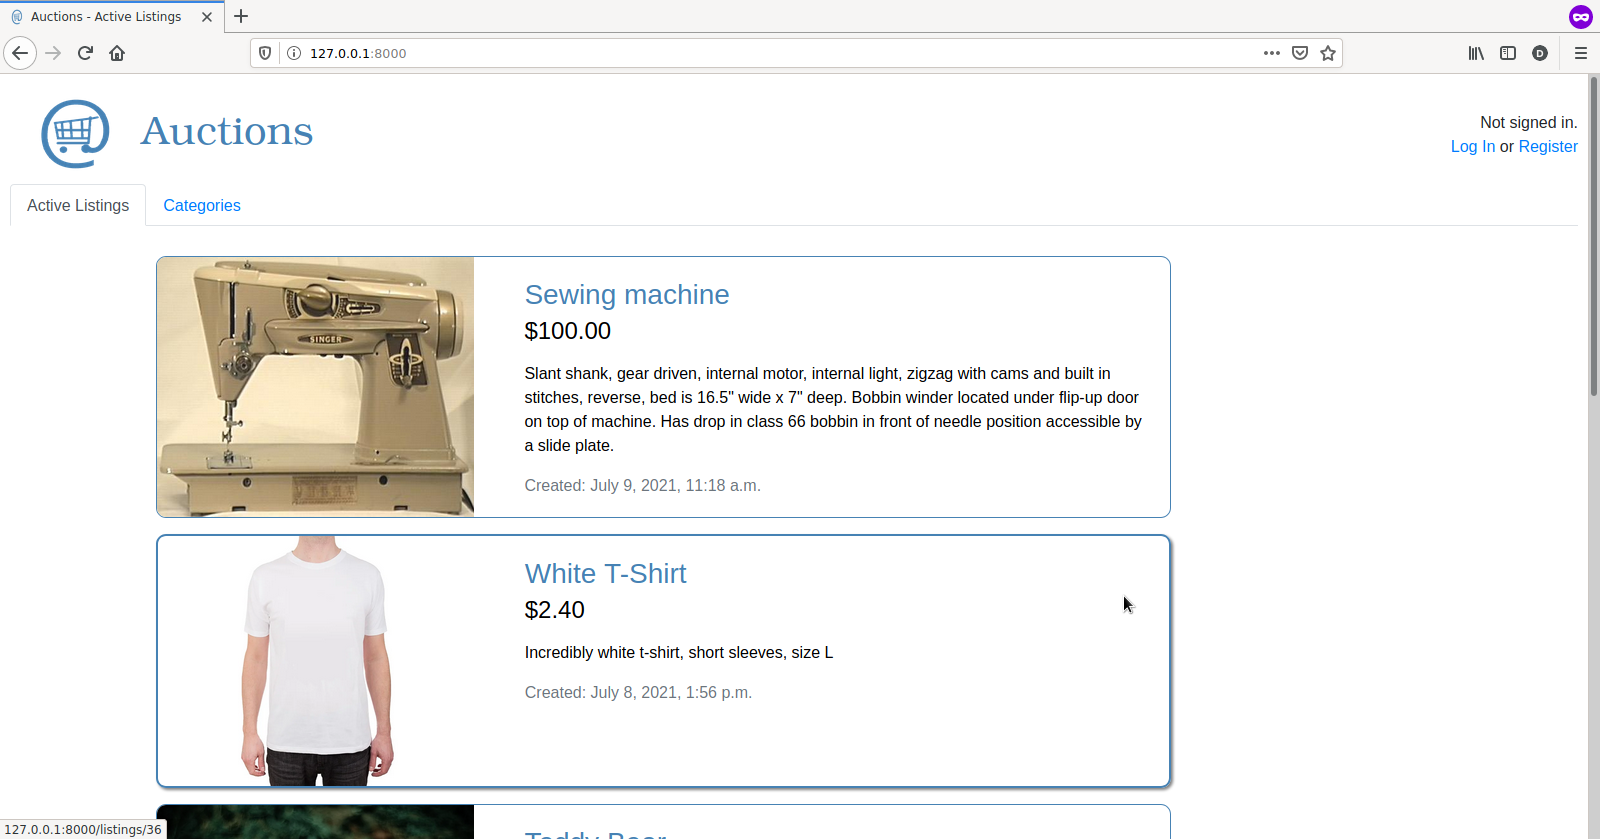 Auctions - Active Listings
127.0.0.1:8000
D
Auctions
Not signed in.
Log In or Register
Active Listings
Categories
SINGER
Sewing machine
$100.00
Slant shank, gear driven, internal motor, internal light, zigzag with cams and built in
stitches, reverse, bed is 16.5" wide x 7" deep. Bobbin winder located under flip-up door
on top of machine. Has drop in class 66 bobbin in front of needle position accessible by
a slide plate.
Created: July 9, 2021, 11:18 a.m.
White T-Shirt
$2.40
Incredibly white t-shirt, short sleeves, size L
Created: July 8, 2021, 1:56 p.m.
Teddy Bear
127.0.0.1:8000/listings/36